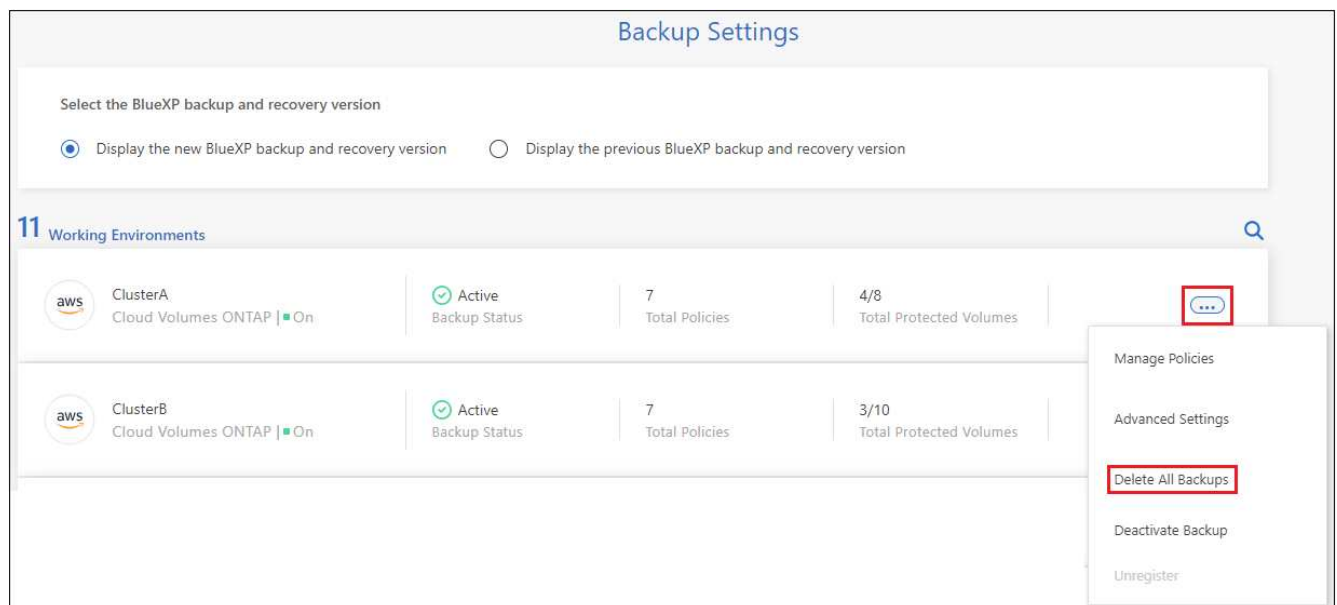 Backup Settings
Select the BlueXP backup and recovery version
Display the new BlueXP backup and recovery version Display the previous BlueXP backup and recovery version
11 Working Environments
aws ClusterA Active 7 4/8 ...
Cloud Volumes ONTAP | On Backup Status Total Policies Total Protected Volumes
Manage Policies
aws ClusterB Active 7 3/10
Cloud Volumes ONTAP | On Backup Status Total Policies Total Protected Volumes
Advanced Settings
Delete All Backups
Deactivate Backup
Unregister